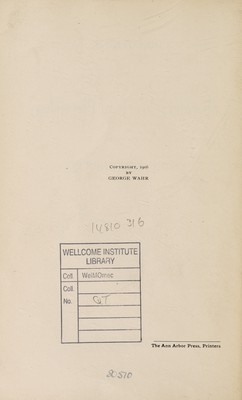 COPYRIGHT, 1916
BY
GEORGE WAHR
14810 316
WELLCOME INSTITUTE
LIBRARY
Coll. WelMOmec
Coll.
No. QT
The Ann Arbor Press, Printers